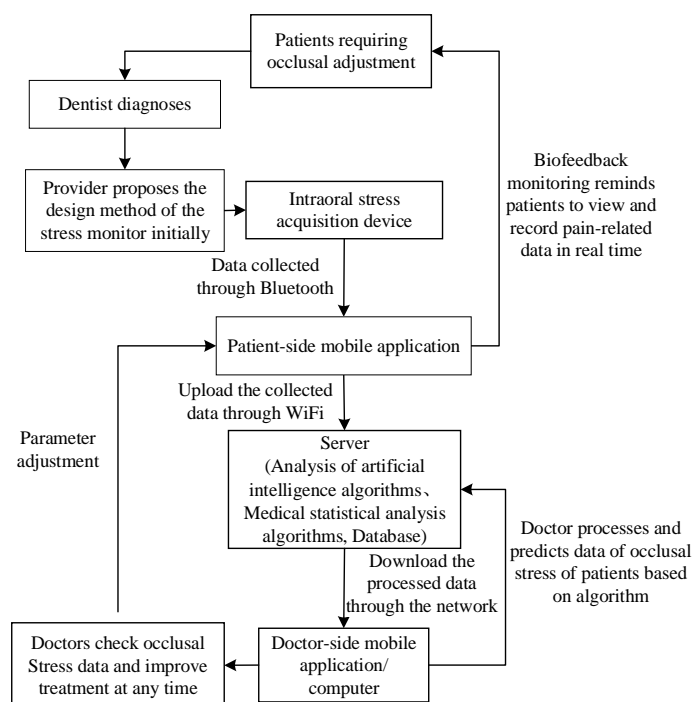 Patients requiring
occlusal adjustment
Dentist diagnoses
Provider proposes the
design method of the
stress monitor initially
Intraoral stress
acquisition device
Biofeedback
monitoring reminds
patients to view and
record pain-related
data in real time
Data collected
through Bluetooth
Patient-side mobile application
Upload the collected
data through WiFi
Parameter
adjustment
Server
(Analysis of artificial
intelligence algorithms、
Medical statistical analysis
algorithms, Database)
Doctor processes and
predicts data of occlusal
stress of patients based
on algorithm
Download the
processed data
through the network
Doctors check occlusal
Stress data and improve
treatment at any time
Doctor-side mobile
application/
computer